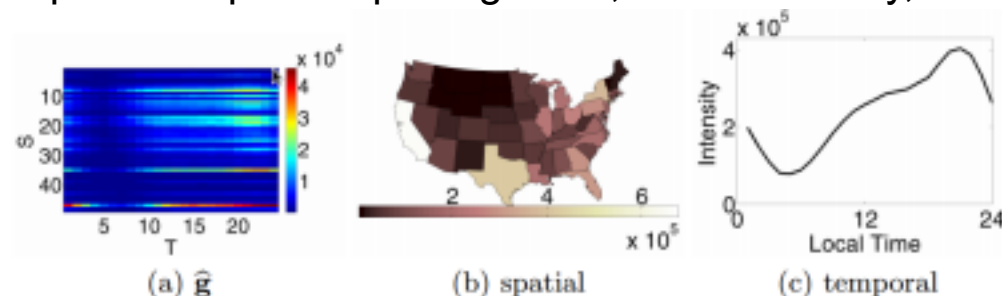 x 10^4
10
20
30
40
S
4
3
2
1
5 10 15 20
T
(a) ĝ
2 4 6
x 10^5
(b) spatial
x 10^5
4
2
0
Intensity
0 12 24
Local Time
(c) temporal